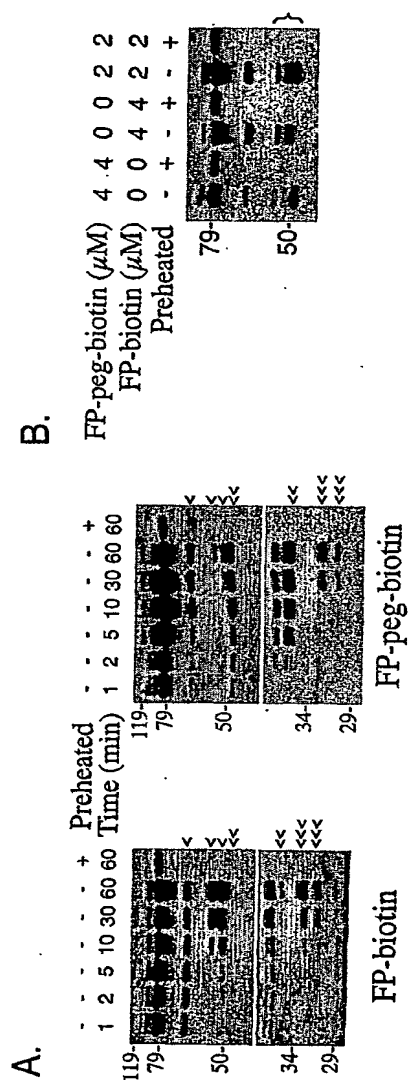 A.
- - - - - - + Preheated
1 2 5 10 30 60 60 Time (min)
119-
79-
50-
34-
29-
FP-biotin
- - - - - - +
1 2 5 10 30 60 60
119-
79-
50-
34-
29-
FP-peg-biotin
B.
FP-peg-biotin (µM) 4 4 0 0 2 2
FP-biotin (µM) 0 0 4 4 2 2
Preheated - + - + - +
79-
50-